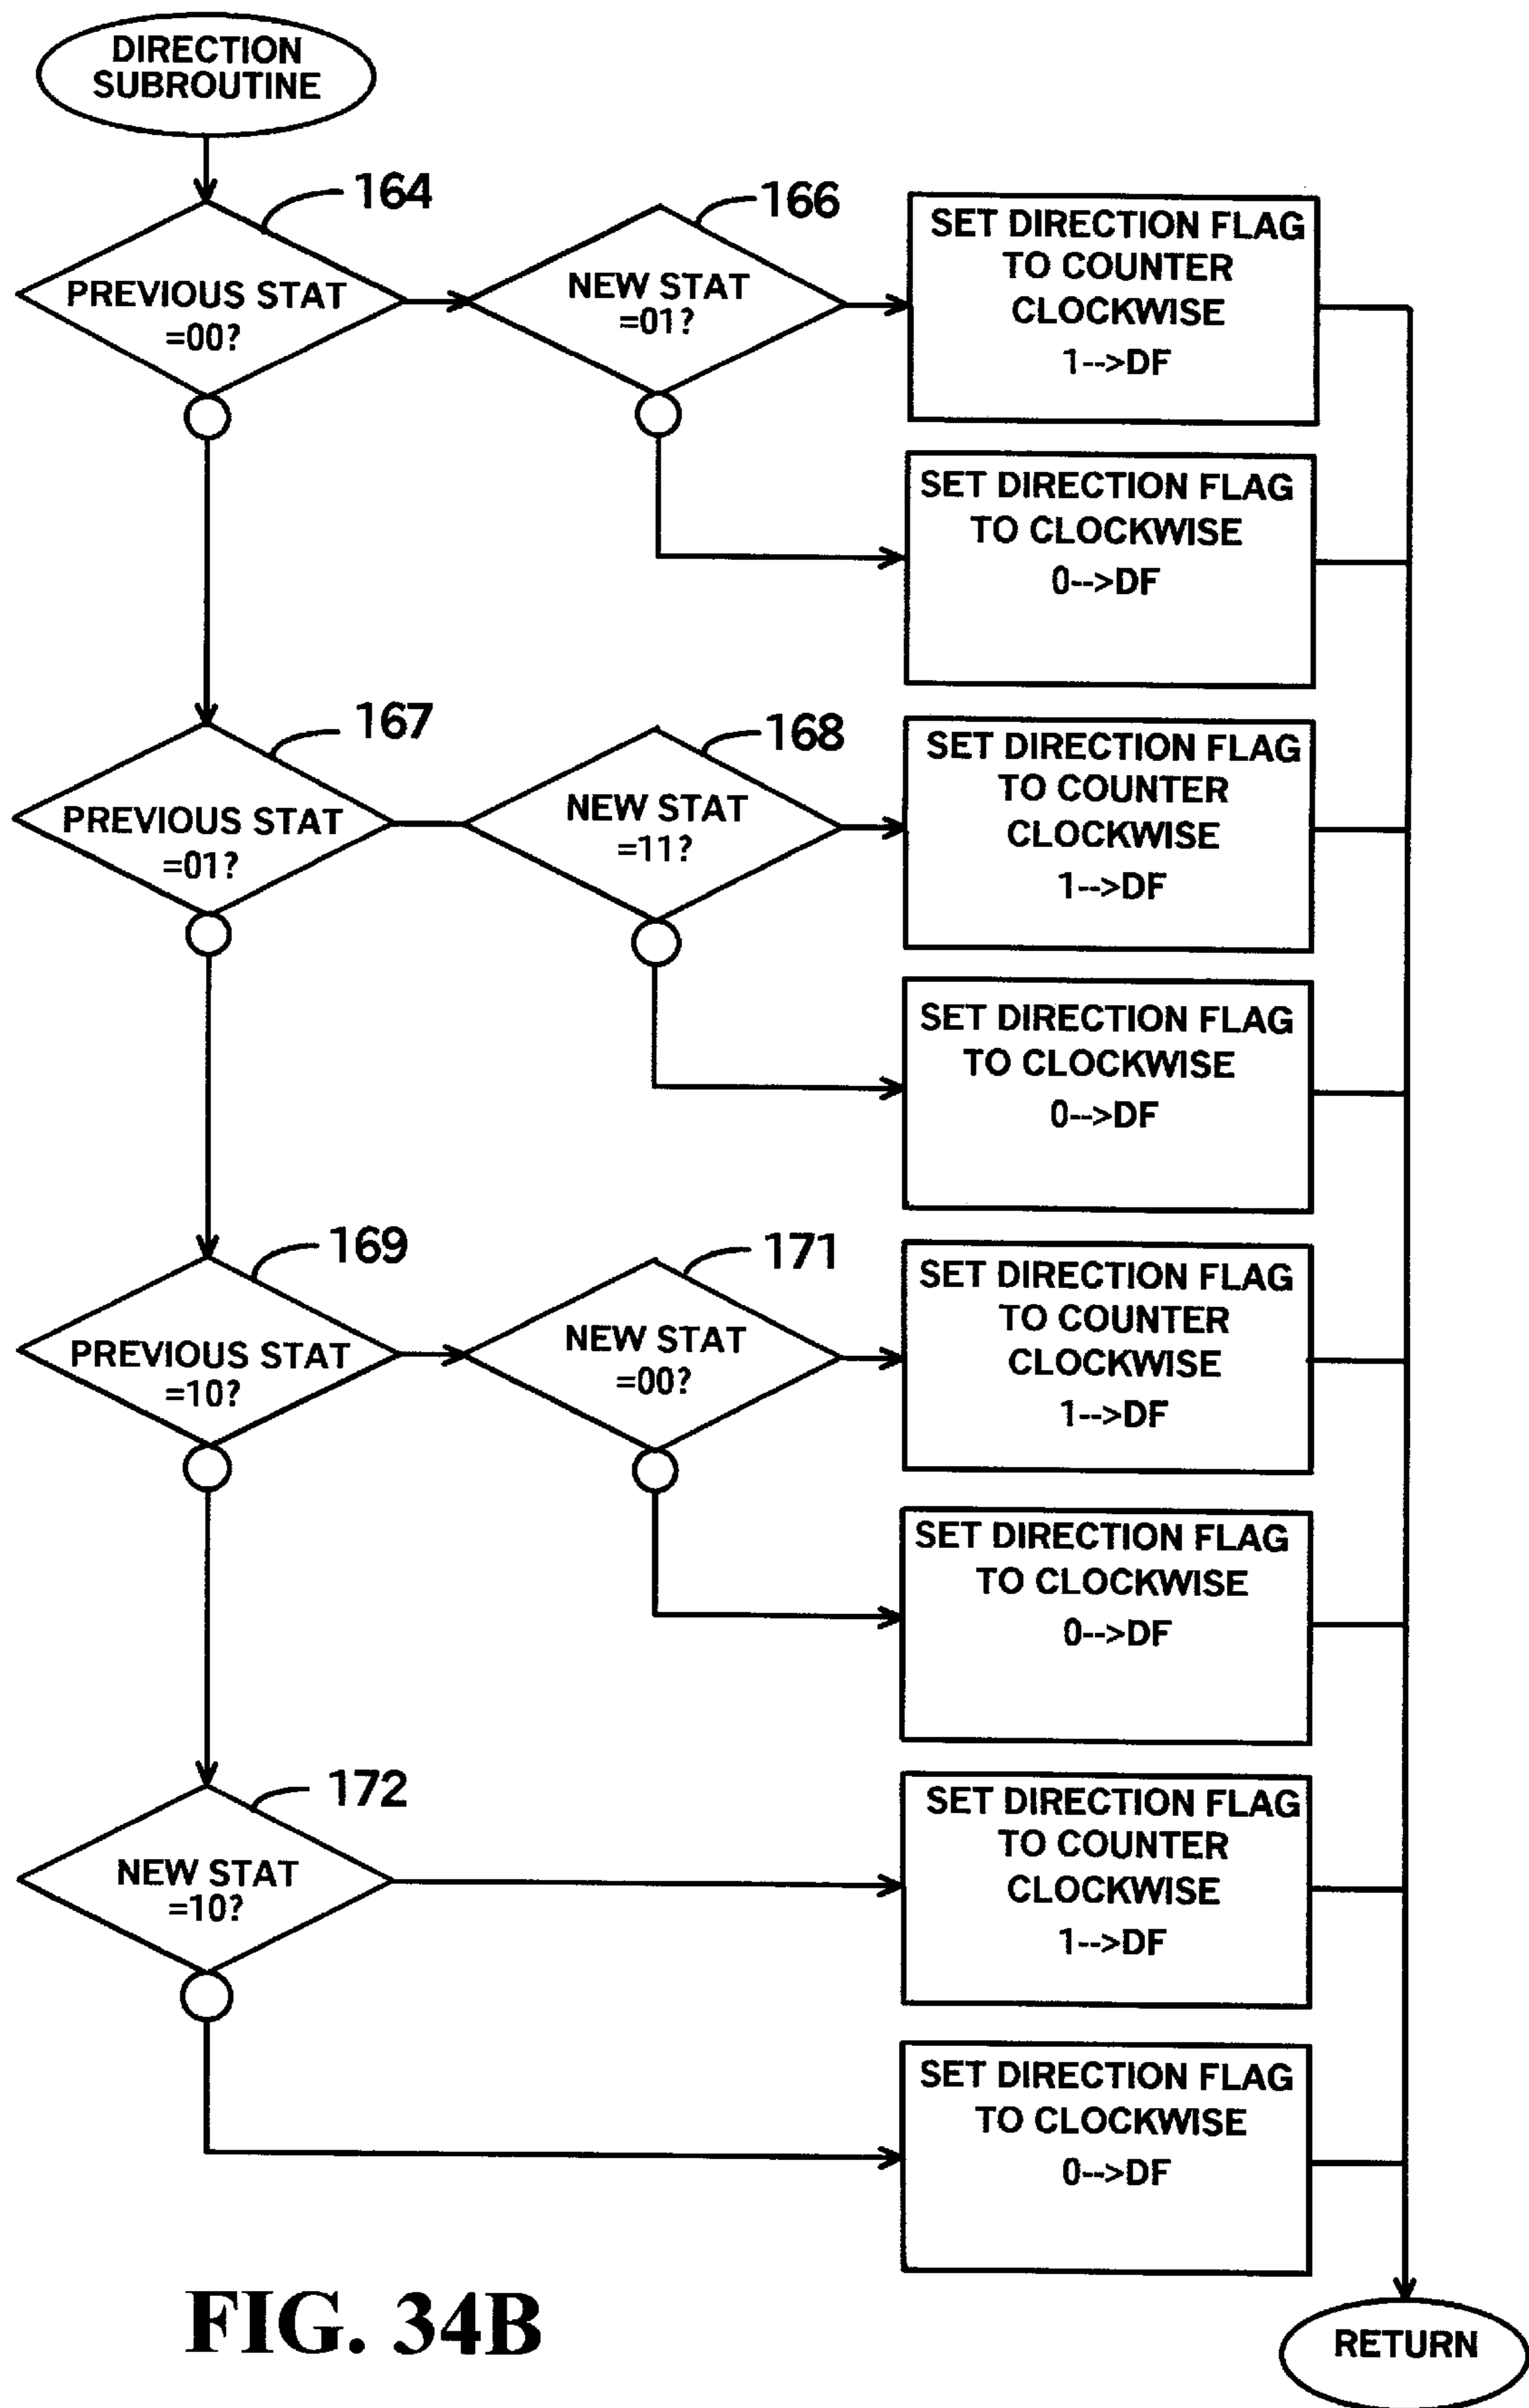 DIRECTION
SUBROUTINE
164
PREVIOUS STAT
=00?
166
NEW STAT
=01?
SET DIRECTION FLAG
TO COUNTER
CLOCKWISE
1-->DF
SET DIRECTION FLAG
TO CLOCKWISE
0-->DF
167
PREVIOUS STAT
=01?
168
NEW STAT
=11?
SET DIRECTION FLAG
TO COUNTER
CLOCKWISE
1-->DF
SET DIRECTION FLAG
TO CLOCKWISE
0-->DF
169
PREVIOUS STAT
=10?
171
NEW STAT
=00?
SET DIRECTION FLAG
TO COUNTER
CLOCKWISE
1-->DF
SET DIRECTION FLAG
TO CLOCKWISE
0-->DF
172
NEW STAT
=10?
SET DIRECTION FLAG
TO COUNTER
CLOCKWISE
1-->DF
SET DIRECTION FLAG
TO CLOCKWISE
0-->DF
FIG. 34B
RETURN